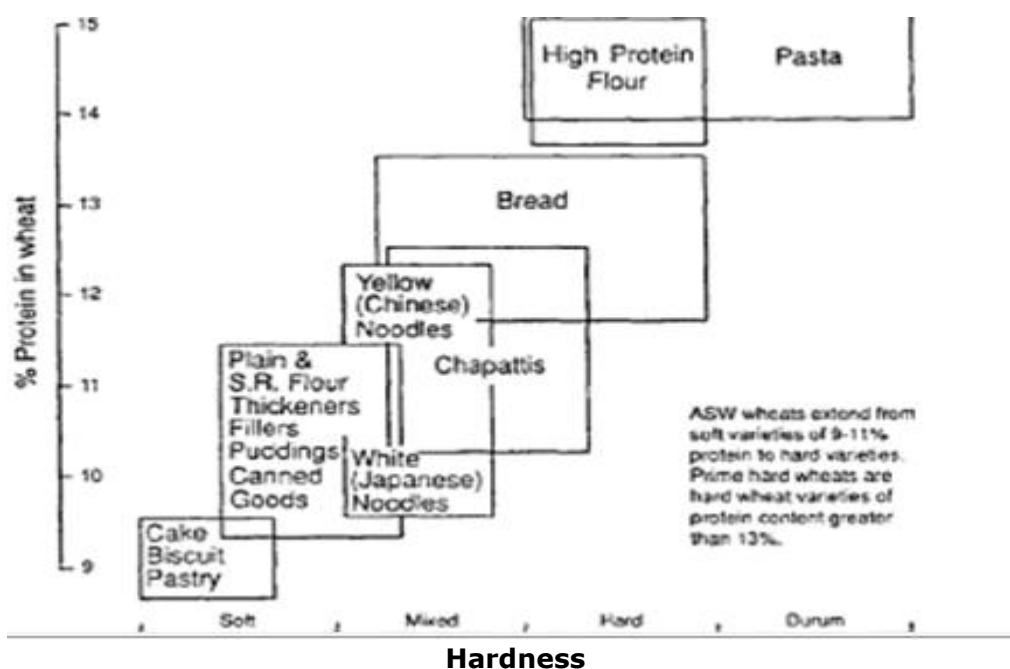 15
14
13
12
11
10
9
% Protein in wheat
High Protein
Flour
Pasta
Bread
Yellow
(Chinese)
Noodles
Chapattis
Plain &
S.R. Flour
Thickeners
Fillers
Puddings
Canned
Goods
White
(Japanese)
Noodles
Cake
Biscuit
Pastry
ASW wheats extend from
soft varieties of 9-11%
protein to hard varieties.
Prime hard wheats are
hard wheat varieties of
protein content greater
than 13%.
Soft
Mixed
Hard
Durum
Hardness